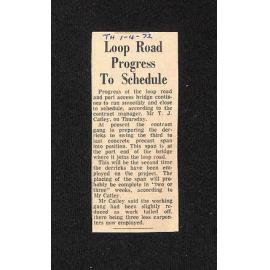 TH 1-4-72
Loop Road
Progress
To Schedule
Progress of the loop road
and port access bridge contin-
ues to run smoothly and close
to schedule, according to the
contract manager, Mr T. J.
Catley, on Thursday.
At present the contract
gang is preparing the der-
ricks to swing the third to
last concrete precast span
into position. This span is at
the port end of the bridge
where it joins the loop road.
This will be the second time
the derricks have been em-
ployed on the project. The
placing of the span will
probably be complete in "two or
three" weeks, according to
Mr Catley.
Mr Catley said the working
gang had been slightly re-
duced as work tailed off,
there being three less carpen-
ters now employed.